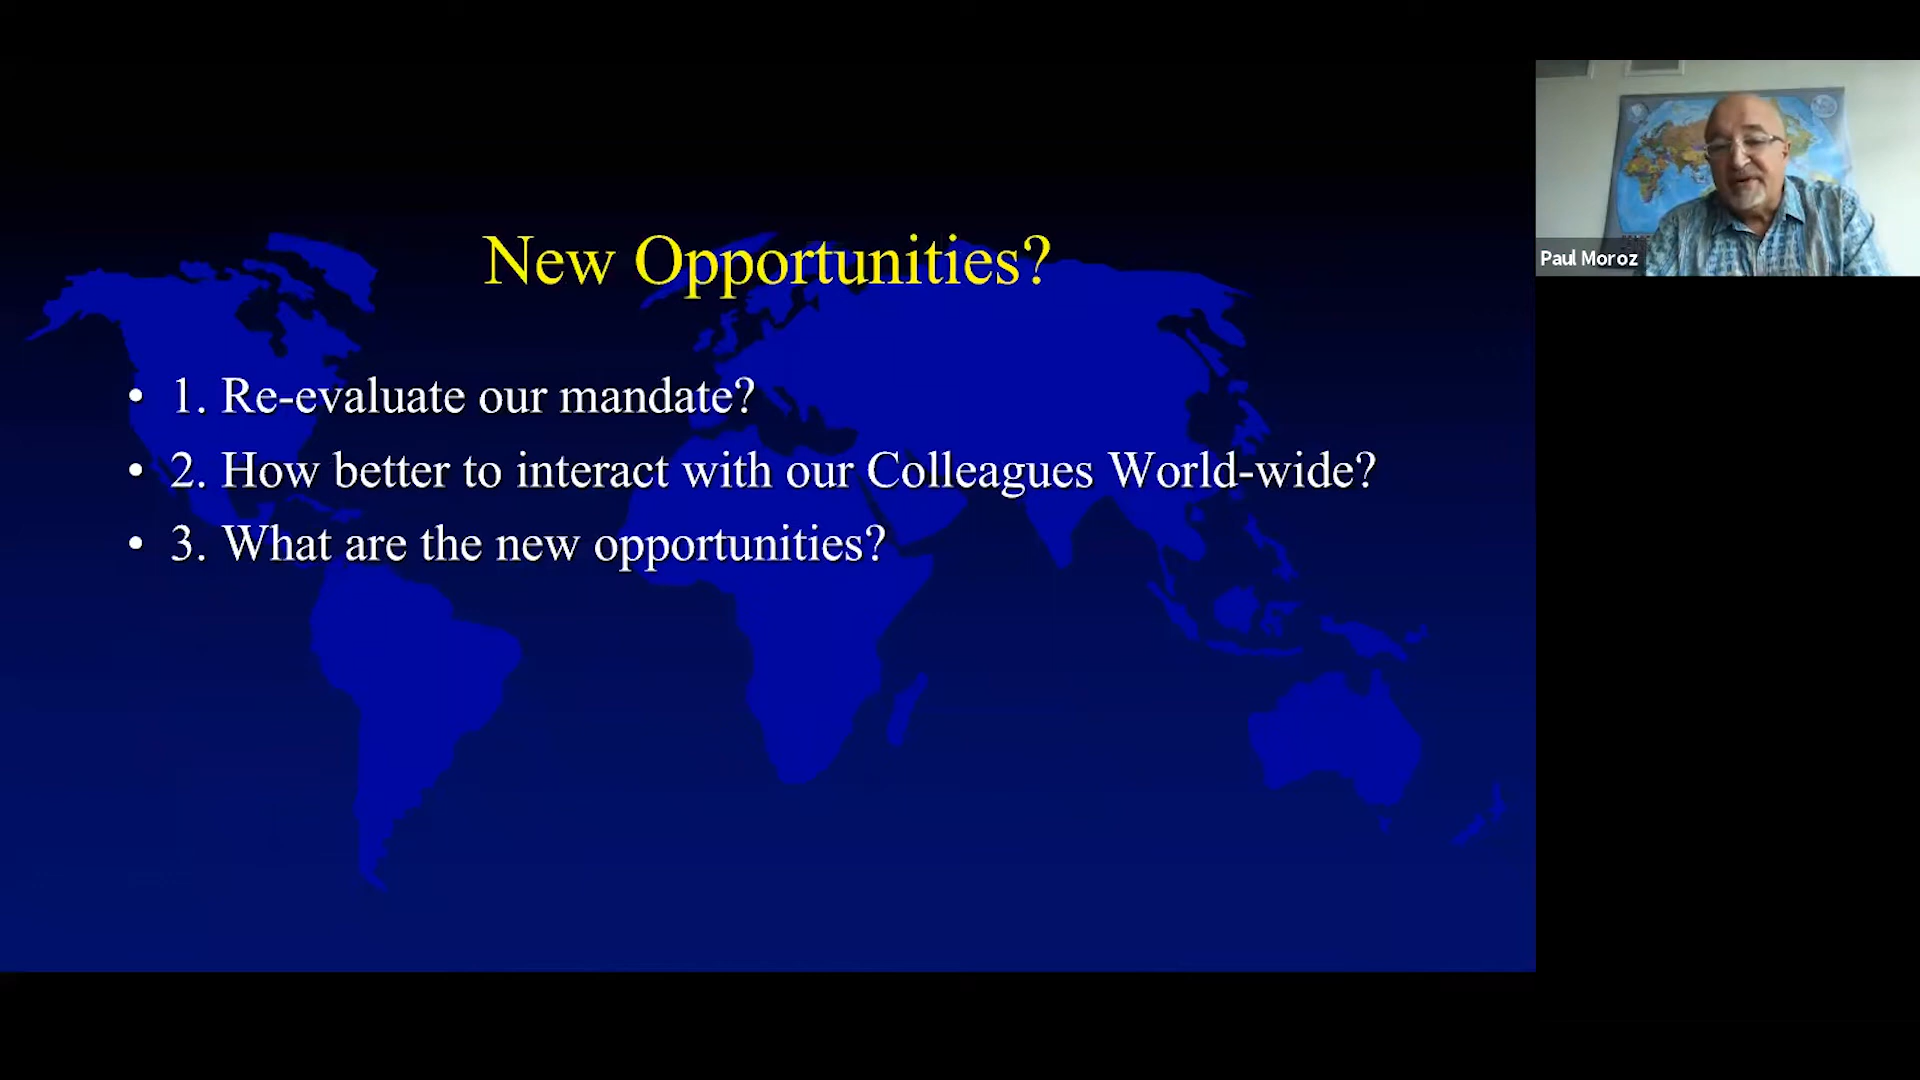 New Opportunities?
• 1. Re-evaluate our mandate?
• 2. How better to interact with our Colleagues World-wide?
• 3. What are the new opportunities?
Paul Moroz